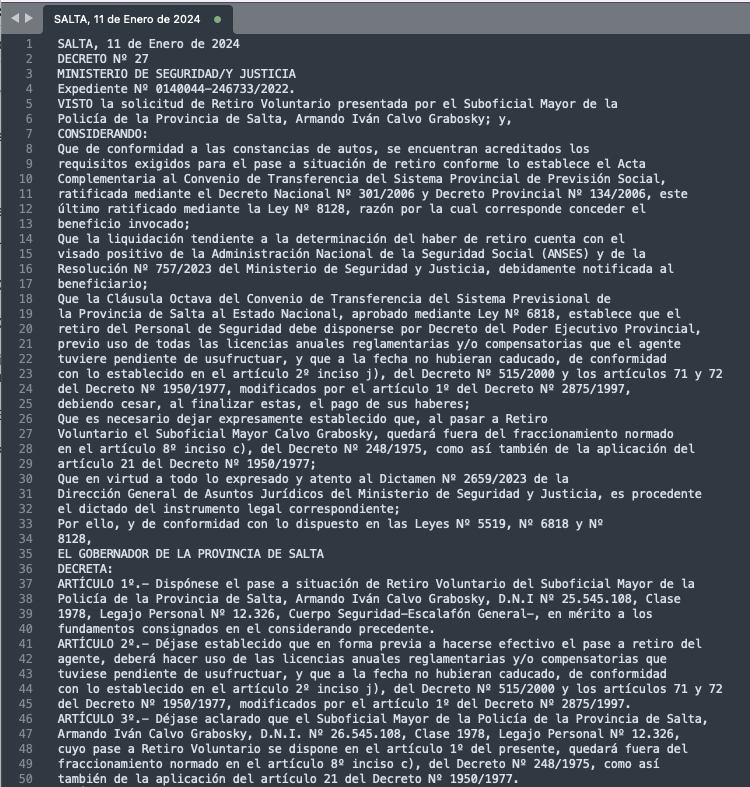 SALTA, 11 de Enero de 2024
1 SALTA, 11 de Enero de 2024
2 DECRETO Nº 27
3 MINISTERIO DE SEGURIDAD/Y JUSTICIA
4 Expediente Nº 0140044-246733/2022.
5 VISTO la solicitud de Retiro Voluntario presentada por el Suboficial Mayor de la
6 Policía de la Provincia de Salta, Armando Iván Calvo Grabosky; y,
7 CONSIDERANDO:
8 Que de conformidad a las constancias de autos, se encuentran acreditados los
9 requisitos exigidos para el pase a situación de retiro conforme lo establece el Acta
10 Complementaria al Convenio de Transferencia del Sistema Provincial de Previsión Social,
11 ratificada mediante el Decreto Nacional Nº 301/2006 y Decreto Provincial Nº 134/2006, este
12 último ratificado mediante la Ley Nº 8128, razón por la cual corresponde conceder el
13 beneficio invocado;
14 Que la liquidación tendiente a la determinación del haber de retiro cuenta con el
15 visado positivo de la Administración Nacional de la Seguridad Social (ANSES) y de la
16 Resolución Nº 757/2023 del Ministerio de Seguridad y Justicia, debidamente notificada al
17 beneficiario;
18 Que la Cláusula Octava del Convenio de Transferencia del Sistema Previsional de
19 la Provincia de Salta al Estado Nacional, aprobado mediante Ley Nº 6818, establece que el
20 retiro del Personal de Seguridad debe disponerse por Decreto del Poder Ejecutivo Provincial,
21 previo uso de todas las licencias anuales reglamentarias y/o compensatorias que el agente
22 tuviere pendiente de usufructuar, y que a la fecha no hubieran caducado, de conformidad
23 con lo establecido en el artículo 2º inciso j), del Decreto Nº 515/2000 y los artículos 71 y 72
24 del Decreto Nº 1950/1977, modificados por el artículo 1º del Decreto Nº 2875/1997,
25 debiendo cesar, al finalizar estas, el pago de sus haberes;
26 Que es necesario dejar expresamente establecido que, al pasar a Retiro
27 Voluntario el Suboficial Mayor Calvo Grabosky, quedará fuera del fraccionamiento normado
28 en el artículo 8º inciso c), del Decreto Nº 248/1975, como así también de la aplicación del
29 artículo 21 del Decreto Nº 1950/1977;
30 Que en virtud a todo lo expresado y atento al Dictamen Nº 2659/2023 de la
31 Dirección General de Asuntos Jurídicos del Ministerio de Seguridad y Justicia, es procedente
32 el dictado del instrumento legal correspondiente;
33 Por ello, y de conformidad con lo dispuesto en las Leyes Nº 5519, Nº 6818 y Nº
34 8128,
35 EL GOBERNADOR DE LA PROVINCIA DE SALTA
36 DECRETA:
37 ARTÍCULO 1º.- Dispónese el pase a situación de Retiro Voluntario del Suboficial Mayor de la
38 Policía de la Provincia de Salta, Armando Iván Calvo Grabosky, D.N.I Nº 25.545.108, Clase
39 1978, Legajo Personal Nº 12.326, Cuerpo Seguridad-Escalafón General-, en mérito a los
40 fundamentos consignados en el considerando precedente.
41 ARTÍCULO 2º.- Déjase establecido que en forma previa a hacerse efectivo el pase a retiro del
42 agente, deberá hacer uso de las licencias anuales reglamentarias y/o compensatorias que
43 tuviese pendiente de usufructuar, y que a la fecha no hubieran caducado, de conformidad
44 con lo establecido en el artículo 2º inciso j), del Decreto Nº 515/2000 y los artículos 71 y 72
45 del Decreto Nº 1950/1977, modificados por el artículo 1º del Decreto Nº 2875/1997.
46 ARTÍCULO 3º.- Déjase aclarado que el Suboficial Mayor de la Policía de la Provincia de Salta,
47 Armando Iván Calvo Grabosky, D.N.I. Nº 26.545.108, Clase 1978, Legajo Personal Nº 12.326,
48 cuyo pase a Retiro Voluntario se dispone en el artículo 1º del presente, quedará fuera del
49 fraccionamiento normado en el artículo 8º inciso c), del Decreto Nº 248/1975, como así
50 también de la aplicación del artículo 21 del Decreto Nº 1950/1977.